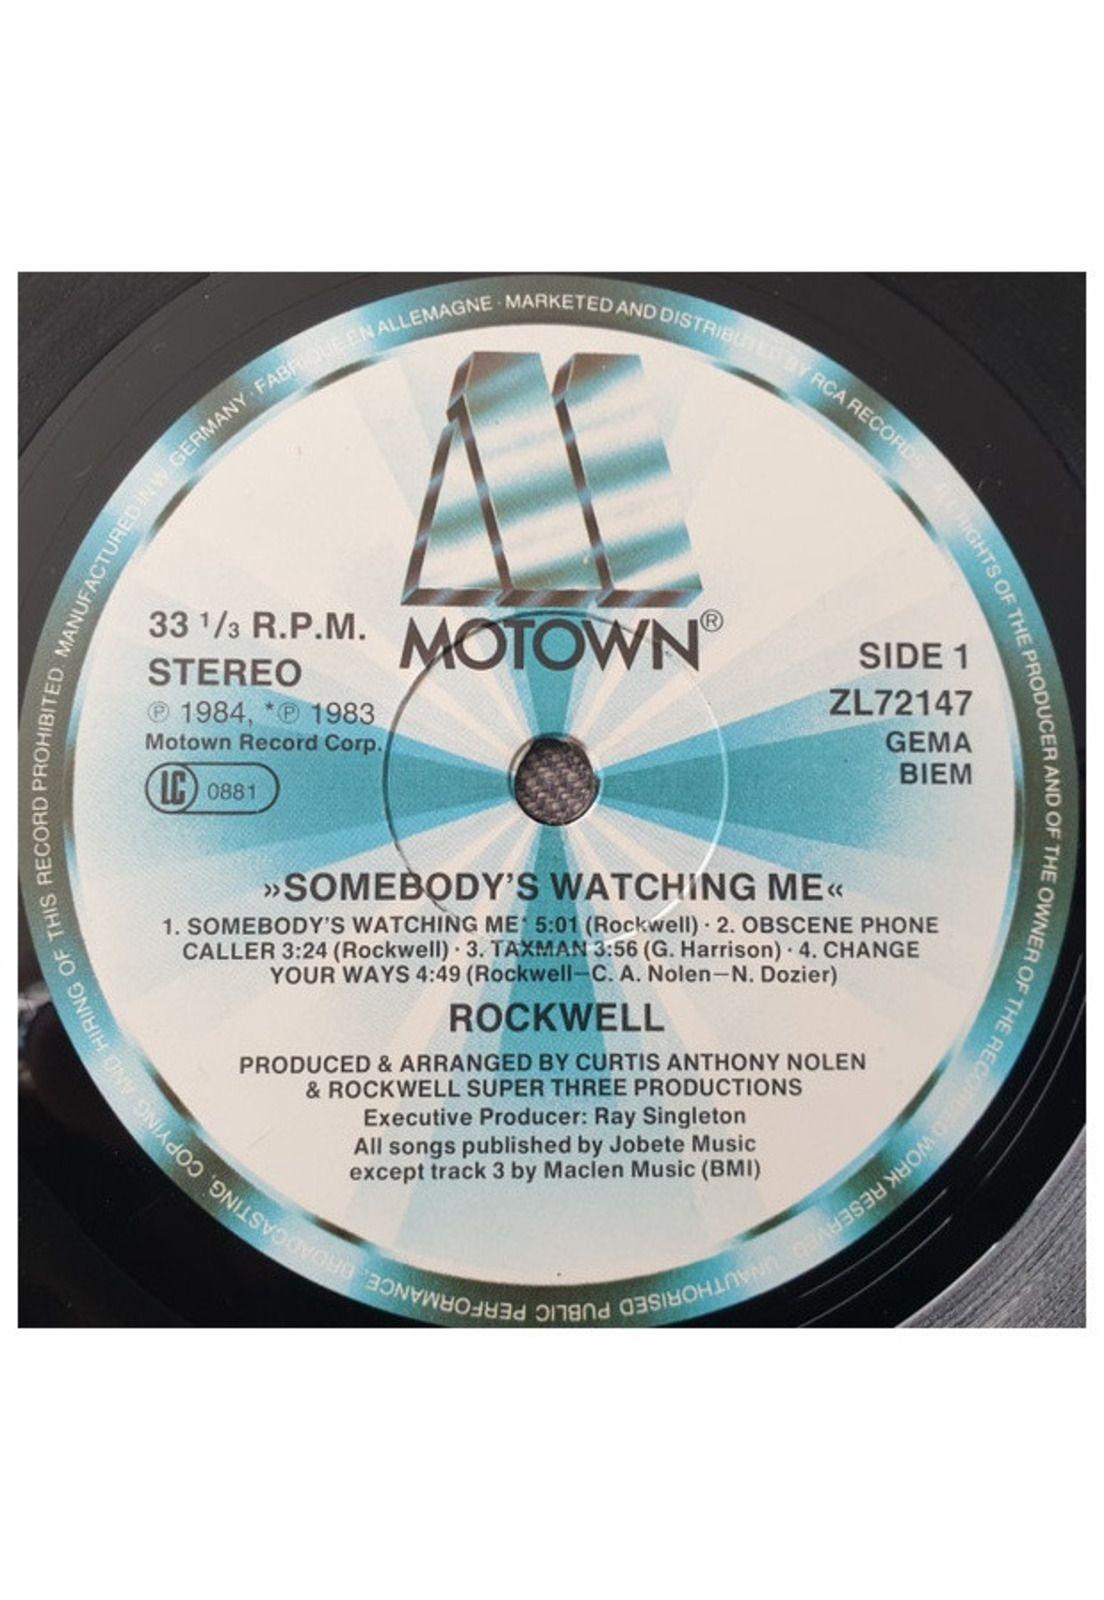 MANUFACTURED IN W. GERMANY · FABRIQUE EN ALLEMAGNE · MARKETED AND DISTRIBUTED BY RCA RECORDS · ALL RIGHTS OF THE PRODUCER AND OF THE OWNER OF THE RECORDED WORK RESERVED. UNAUTHORISED PUBLIC PERFORMANCE, BROADCASTING, COPYING AND HIRING OF THIS RECORD PROHIBITED
MOTOWN®
33 1/3 R.P.M.
STEREO
℗ 1984, *℗ 1983
Motown Record Corp.
LC 0881
SIDE 1
ZL72147
GEMA
BIEM
»SOMEBODY'S WATCHING ME«
1. SOMEBODY'S WATCHING ME* 5:01 (Rockwell) · 2. OBSCENE PHONE
CALLER 3:24 (Rockwell) · 3. TAXMAN 3:56 (G. Harrison) · 4. CHANGE
YOUR WAYS 4:49 (Rockwell—C. A. Nolen—N. Dozier)
ROCKWELL
PRODUCED & ARRANGED BY CURTIS ANTHONY NOLEN
& ROCKWELL SUPER THREE PRODUCTIONS
Executive Producer: Ray Singleton
All songs published by Jobete Music
except track 3 by Maclen Music (BMI)